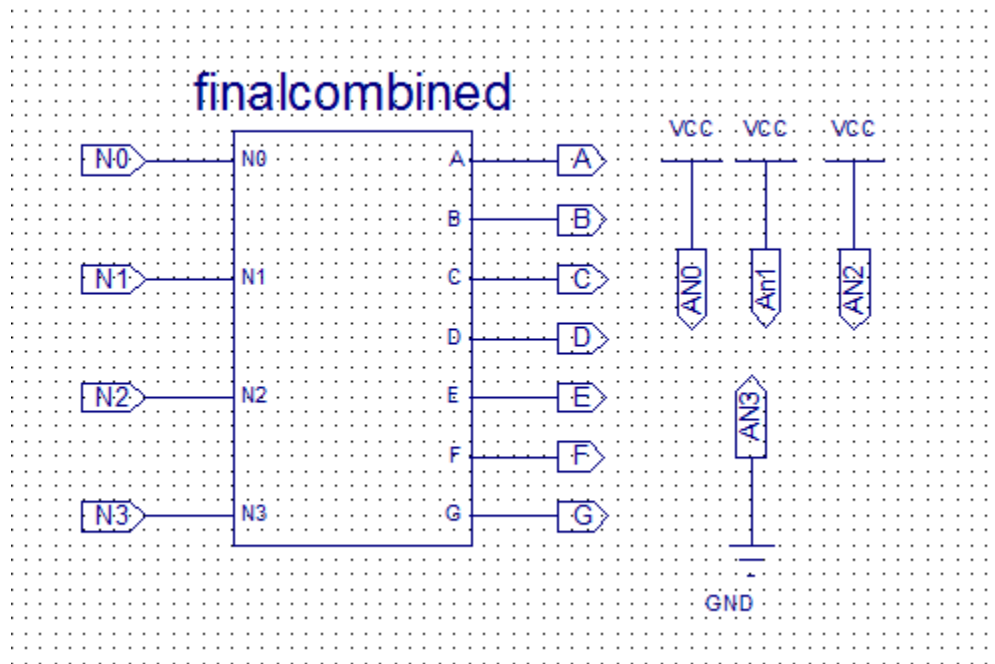 finalcombined
VCC VCC VCC
N0 N0 A A
B B
N1 N1 C C
AN0 An1 AN2
D D
N2 N2 E E
AN3
F F
N3 N3 G G
GND